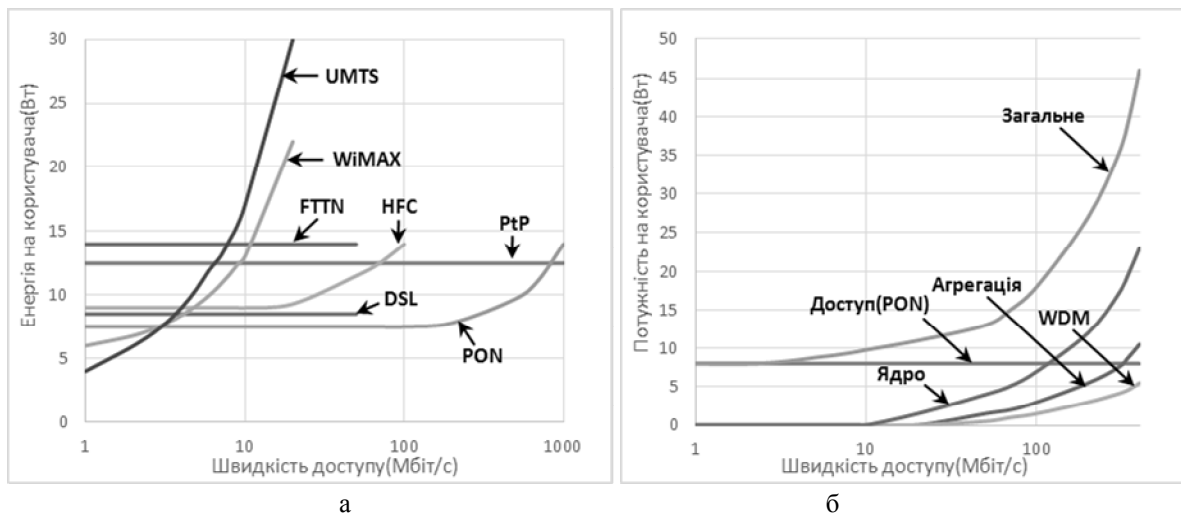 30
25
20
15
10
5
0
Енергія на користувача(Вт)
UMTS
WiMAX
FTTN
HFC
PtP
DSL
PON
1
10
100
1000
Швидкість доступу(Мбіт/с)
а
50
45
40
35
30
25
20
15
10
5
0
Потужність на користувача(Вт)
Загальне
Агрегація
Доступ(PON)
WDM
Ядро
1
10
100
Швидкість доступу(Мбіт/с)
б